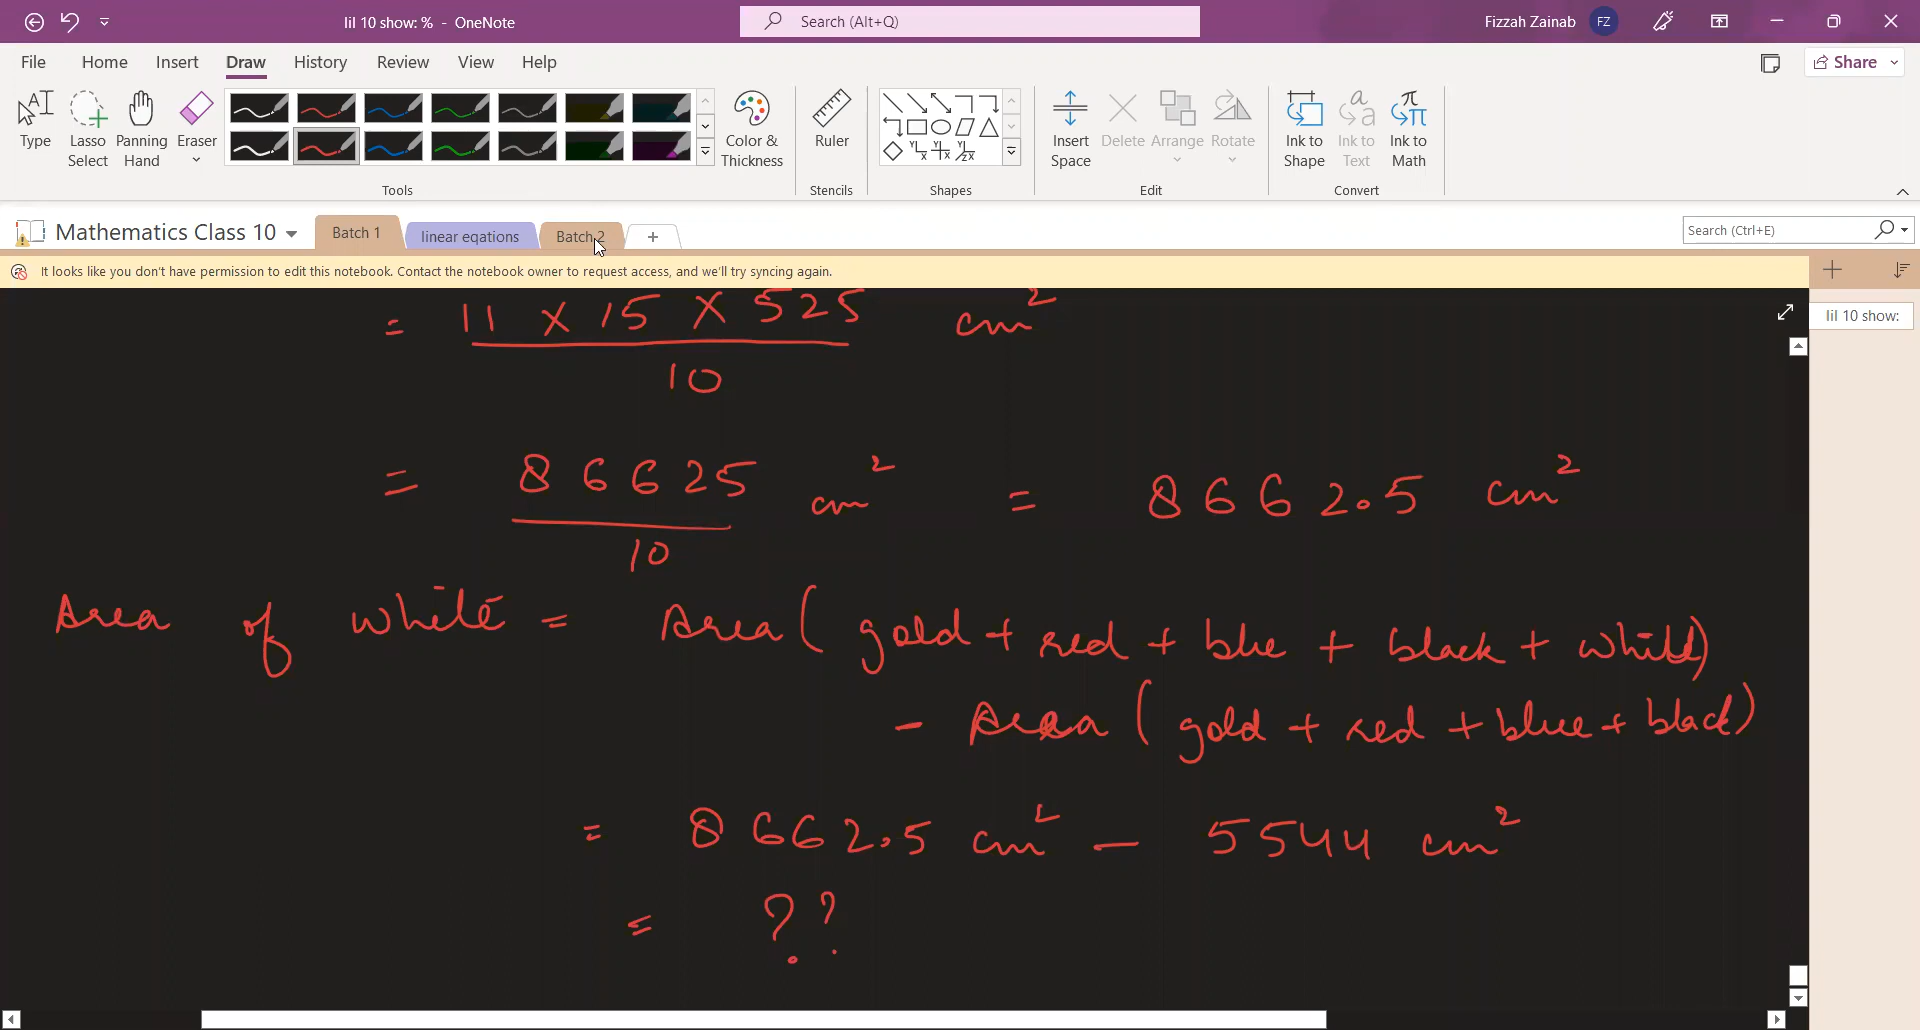 lil 10 show: % - OneNote
Search (Alt+Q)
Fizzah Zainab FZ
File Home Insert Draw History Review View Help
Share
Type Lasso Select Panning Hand Eraser
Color & Thickness
Ruler
Insert Space Delete Arrange Rotate
Ink to Shape Ink to Text Ink to Math
Tools Stencils Shapes Edit Convert
Mathematics Class 10 Batch 1 linear eqations Batch 2 +
Search (Ctrl+E)
It looks like you don't have permission to edit this notebook. Contact the notebook owner to request access, and we'll try syncing again.
lil 10 show:
= 11 × 15 × 525 cm²
10
= 86625 cm² = 8662.5 cm²
10
Area of white = Area( gold + red + blue + black + white)
- Area ( gold + red + blue + black)
= 8662.5 cm² - 5544 cm²
= ??